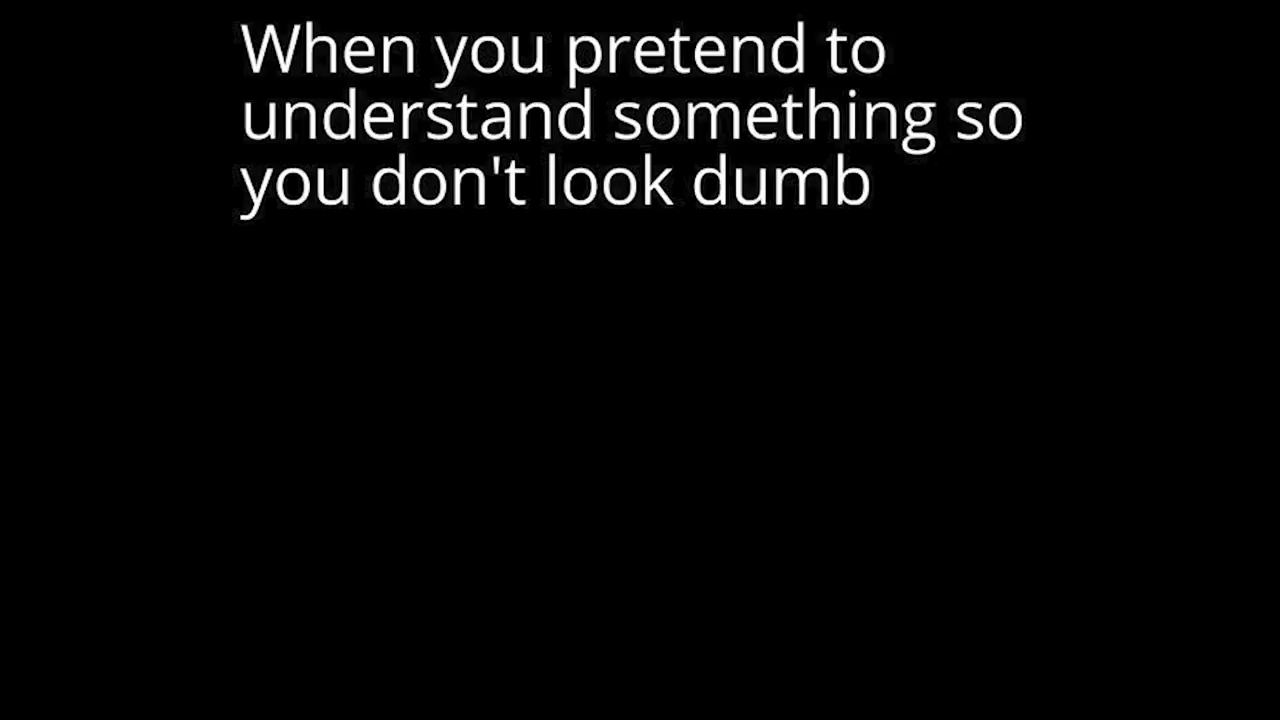 When you pretend to
understand something so
you don't look dumb